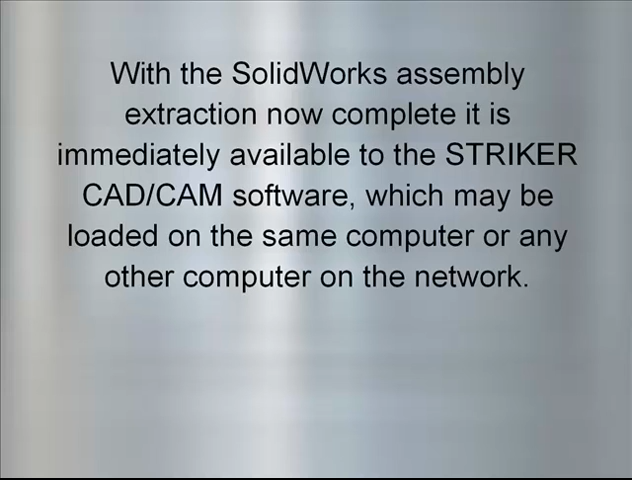 With the SolidWorks assembly
extraction now complete it is
immediately available to the STRIKER
CAD/CAM software, which may be
loaded on the same computer or any
other computer on the network.